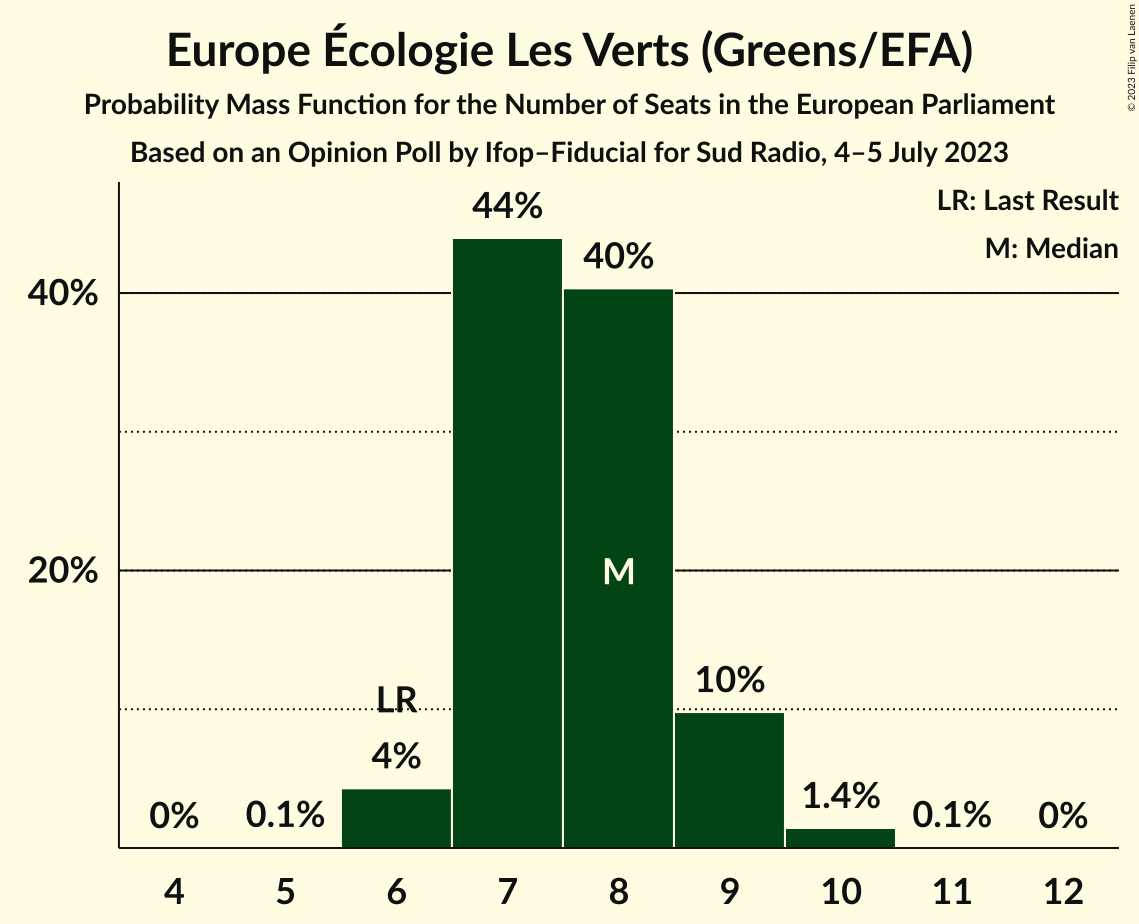 Europe Écologie Les Verts (Greens/EFA)
Probability Mass Function for the Number of Seats in the European Parliament
Based on an Opinion Poll by Ifop–Fiducial for Sud Radio, 4–5 July 2023
© 2023 Filip van Laenen
LR: Last Result
M: Median
44%
40%
40%
20%
M
LR
10%
4%
0%
0.1%
1.4%
0.1%
0%
4 5 6 7 8 9 10 11 12